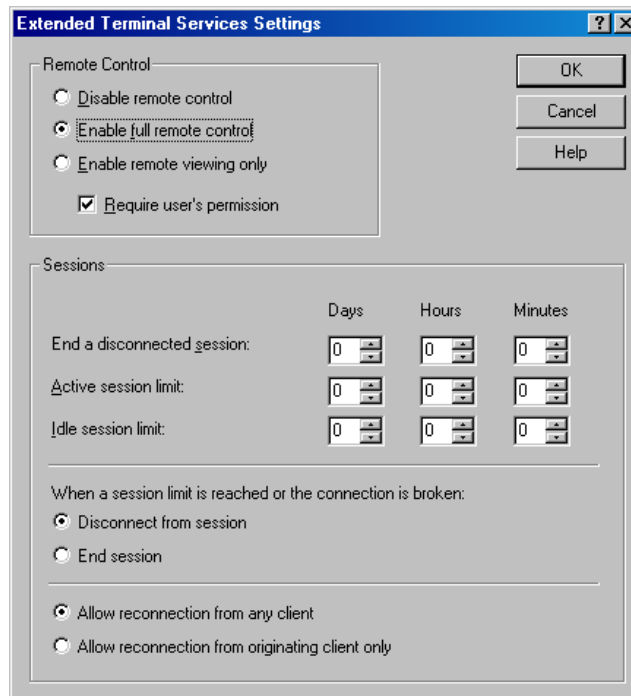 Extended Terminal Services Settings
Remote Control
Disable remote control
Enable full remote control
Enable remote viewing only
Require user's permission
OK
Cancel
Help
Sessions
Days Hours Minutes
End a disconnected session: 0 0 0
Active session limit: 0 0 0
Idle session limit: 0 0 0
When a session limit is reached or the connection is broken:
Disconnect from session
End session
Allow reconnection from any client
Allow reconnection from originating client only